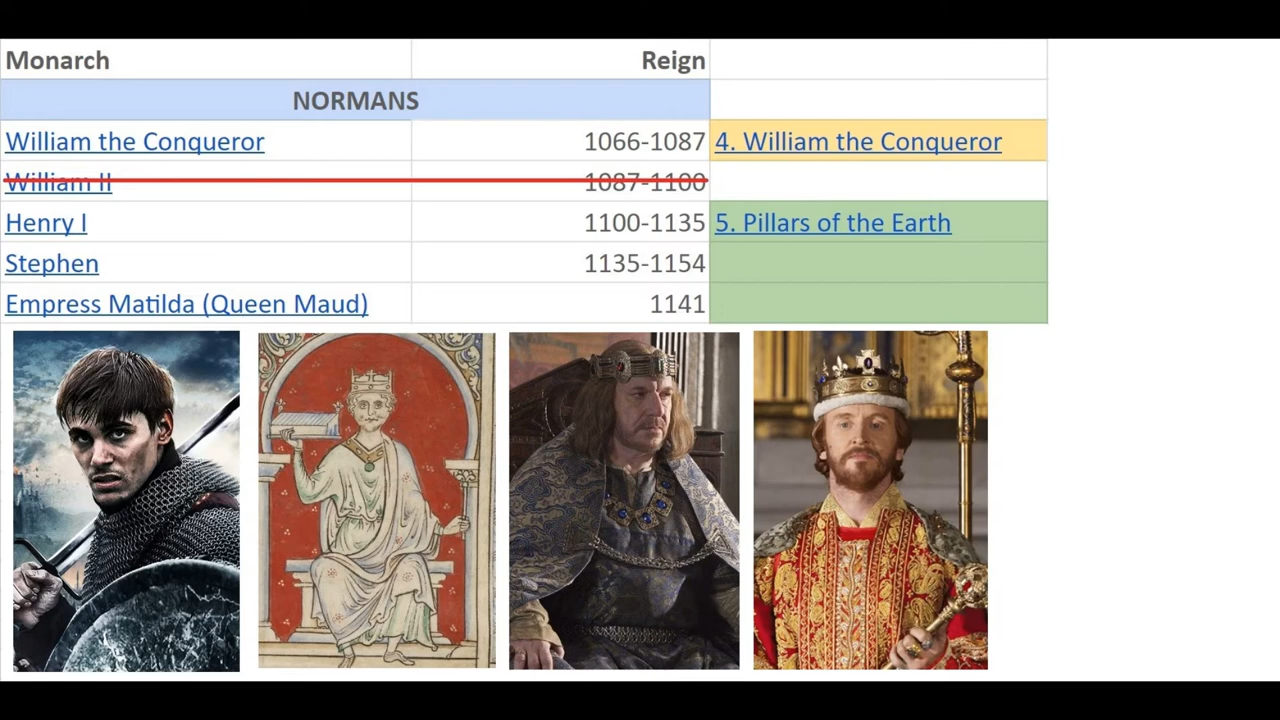 Monarch Reign
NORMANS
William the Conqueror 1066-1087 4. William the Conqueror
William II 1087-1100
Henry I 1100-1135 5. Pillars of the Earth
Stephen 1135-1154
Empress Matilda (Queen Maud) 1141